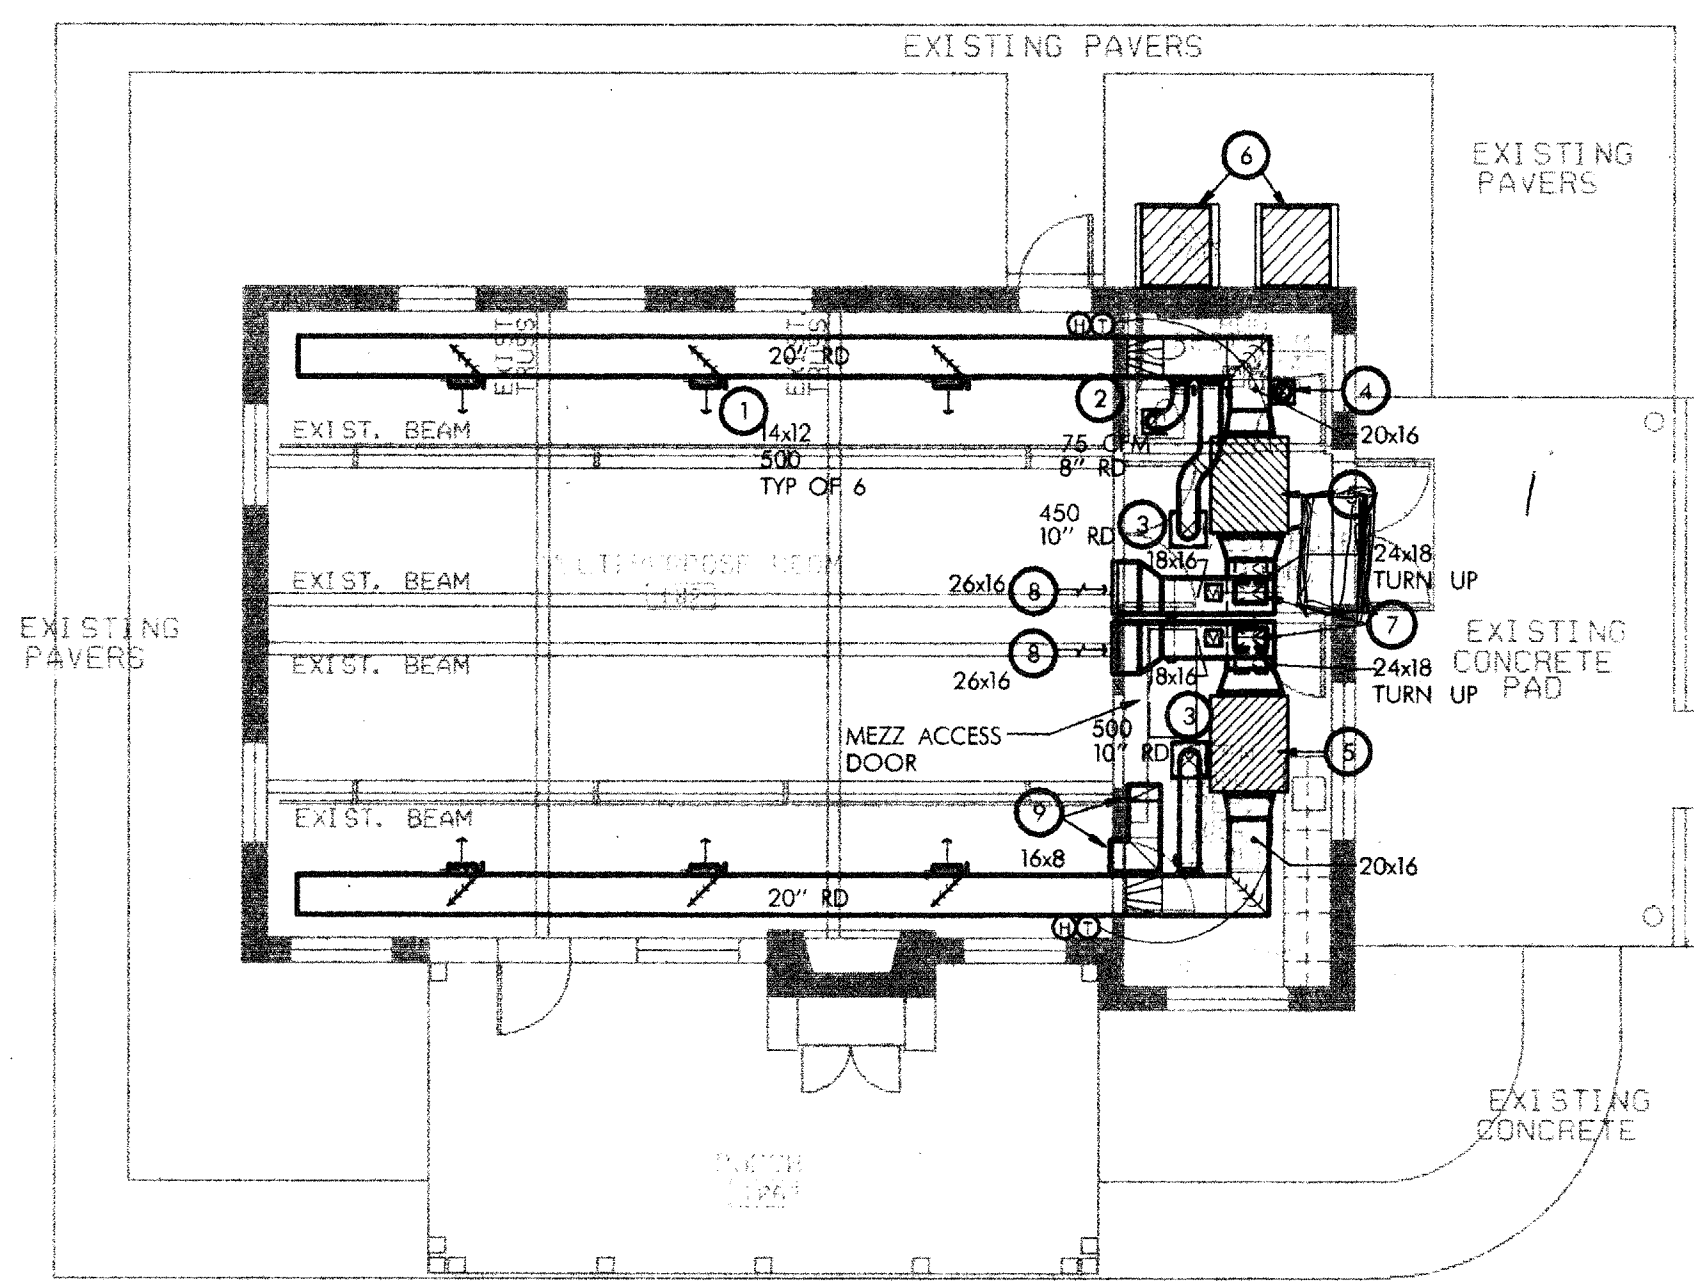 EXISTING PAVERS
EXISTING
PAVERS
6
H T
EXIST.
TRUSS
EXIST.
TRUSS
20" RD
1
2
4
14x12
500
TYP OF 6
EXIST. BEAM
20x16
75 CFM
8" RD
5
450
10" RD
3
18x16
24x18
TURN UP
EXIST. BEAM
26x16
8
7
EXISTING
PAVERS
EXISTING
CONCRETE
PAD
EXIST. BEAM
8
26x16
18x16
24x18
TURN UP
MEZZ ACCESS
DOOR
3
500
10" RD
5
EXIST. BEAM
9
16x8
20x16
20" RD
H T
EXISTING
CONCRETE